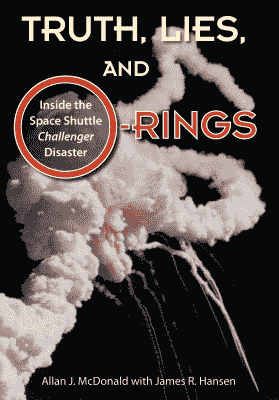 TRUTH, LIES,
AND
O-RINGS
Inside the
Space Shuttle
Challenger
Disaster
Allan J. McDonald with James R. Hansen